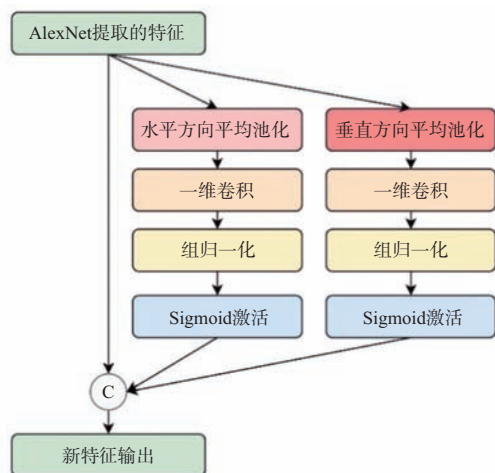 AlexNet提取的特征
水平方向平均池化
垂直方向平均池化
一维卷积
一维卷积
组归一化
组归一化
Sigmoid激活
Sigmoid激活
C
新特征输出